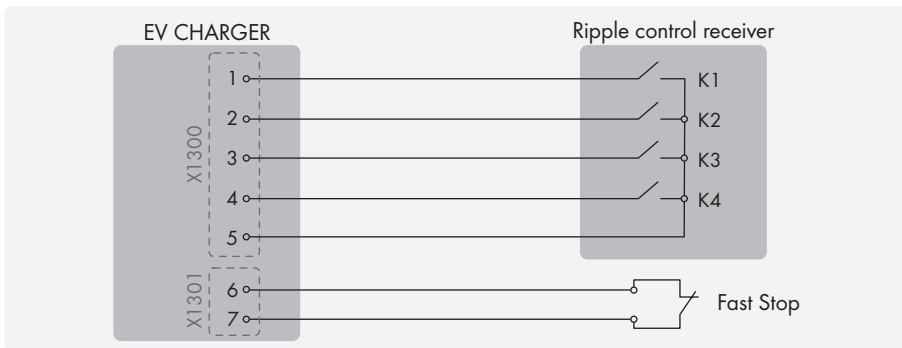 EV CHARGER
Ripple control receiver
X1300
1
K1
2
K2
3
K3
4
K4
5
X1301
6
7
Fast Stop